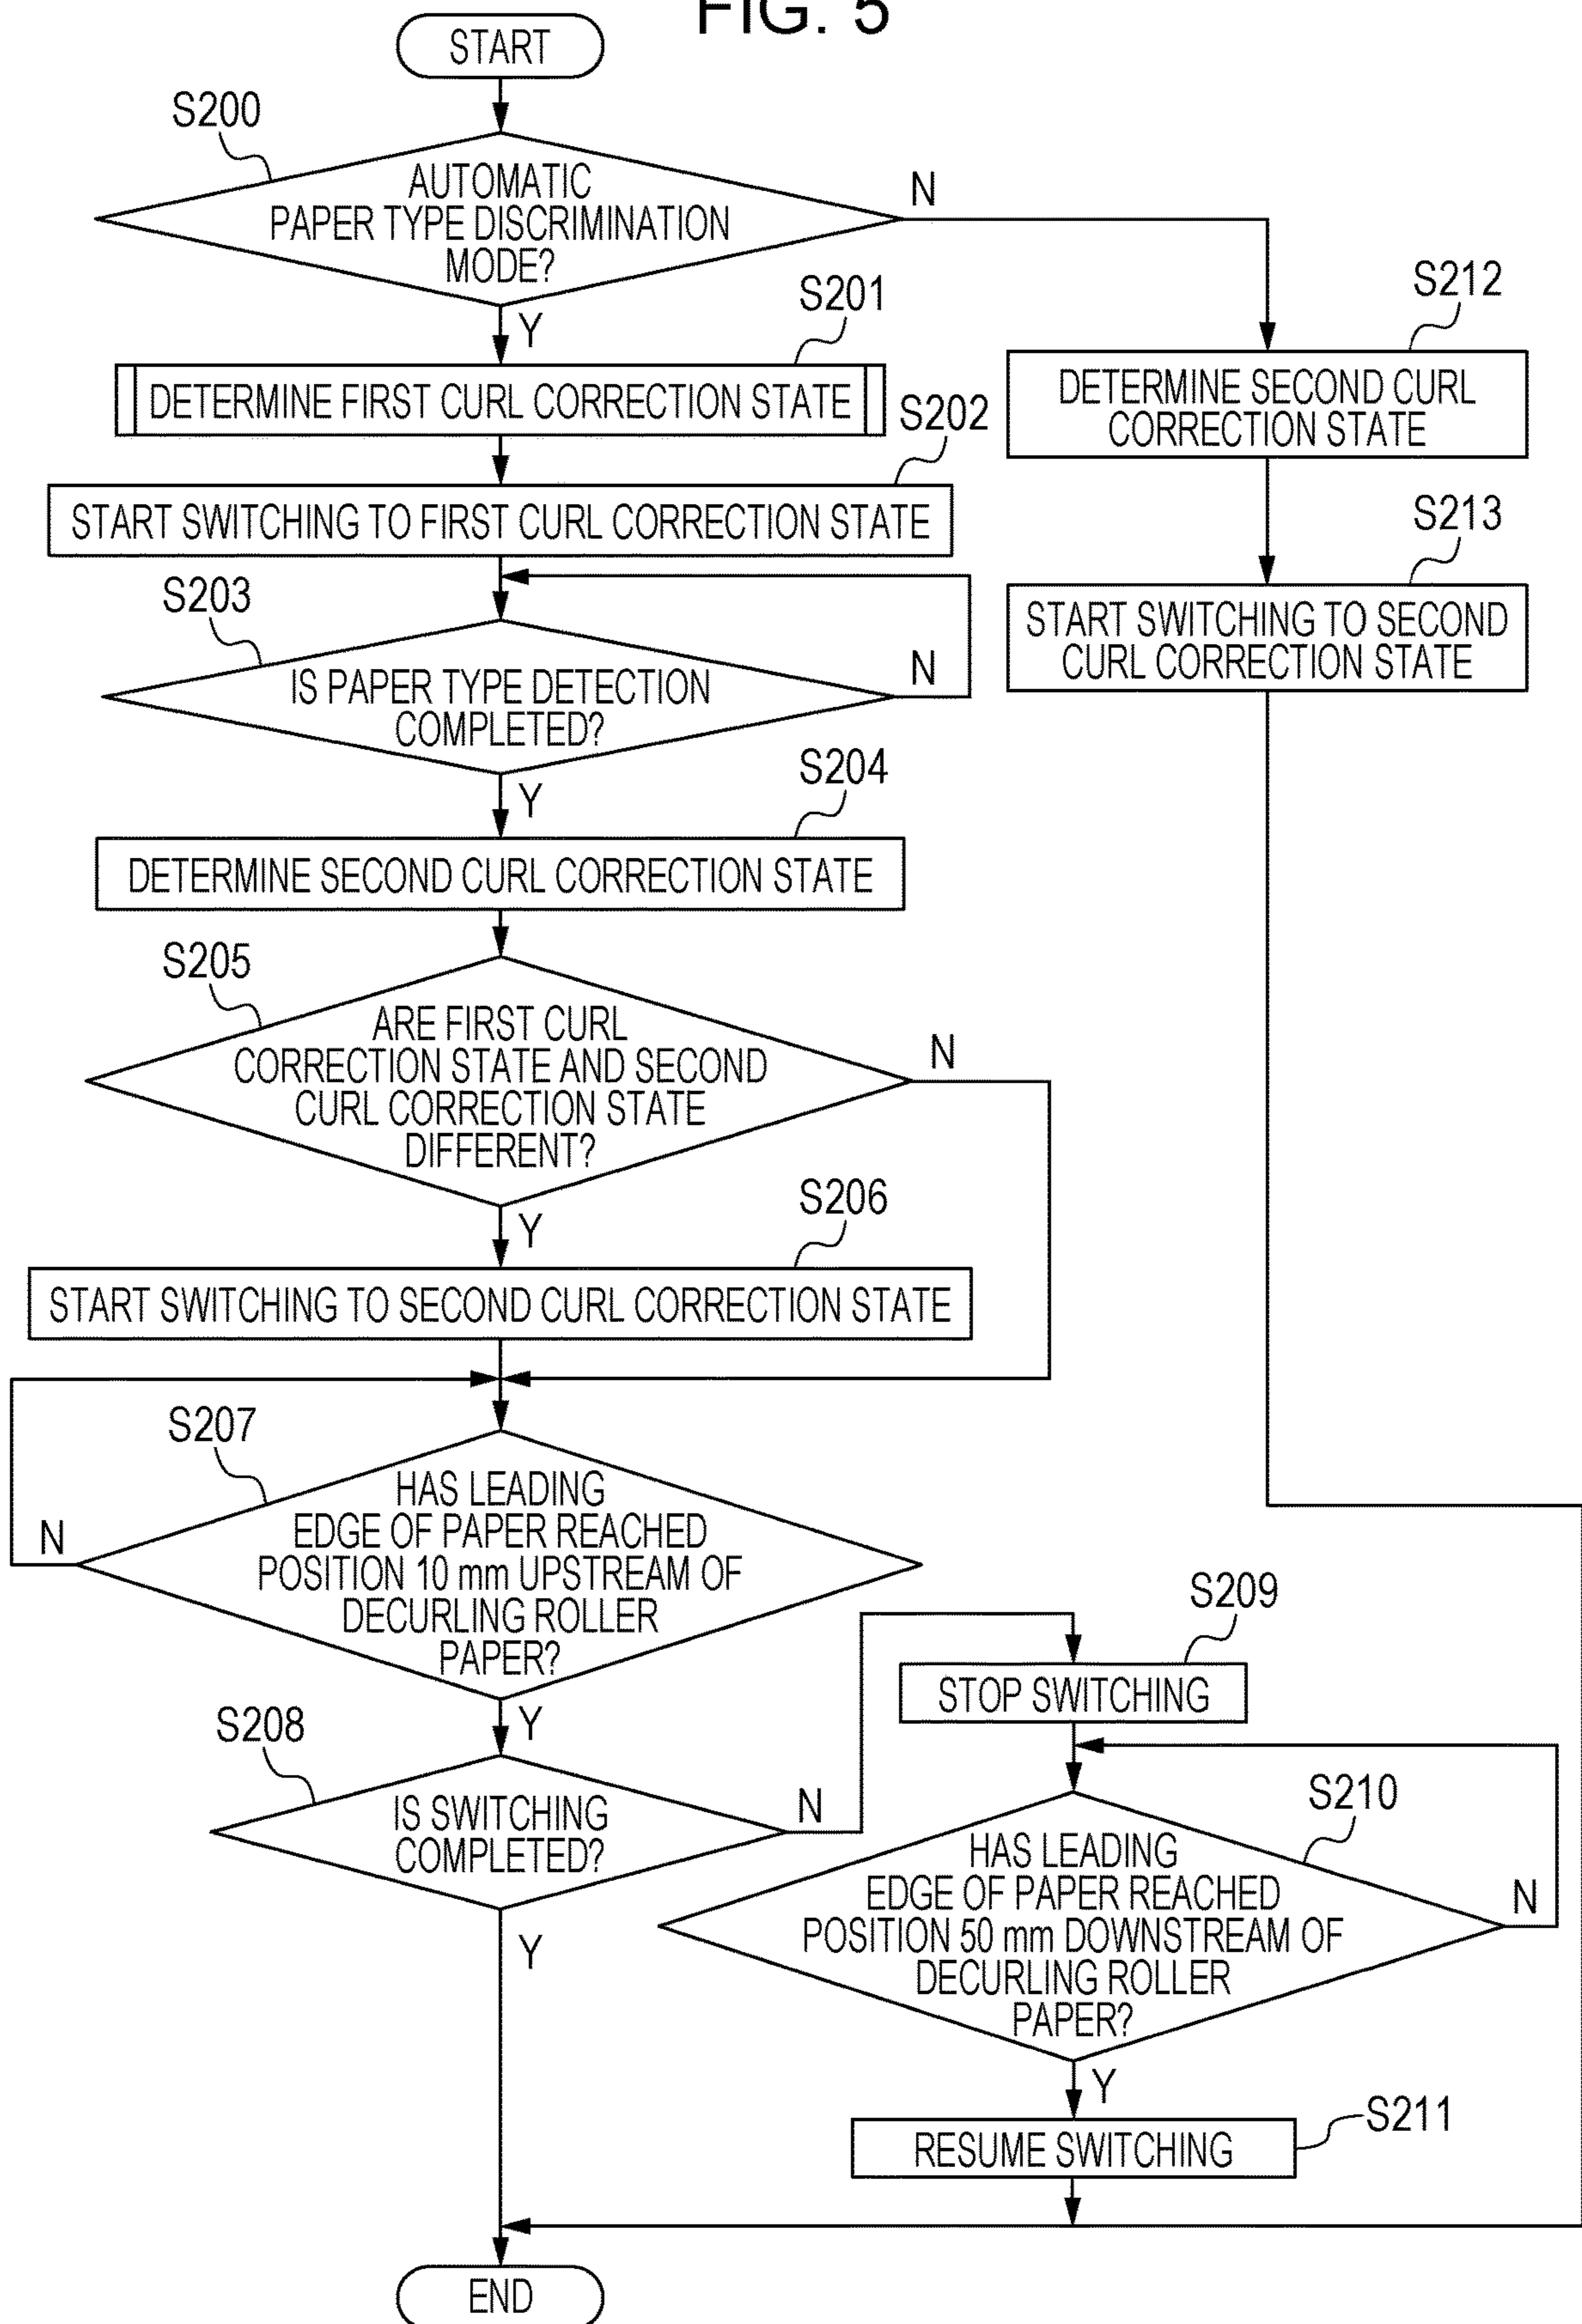 FIG. 5
START
S200
AUTOMATIC
PAPER TYPE DISCRIMINATION
MODE?
N
Y
S201
DETERMINE FIRST CURL CORRECTION STATE
S202
START SWITCHING TO FIRST CURL CORRECTION STATE
S212
DETERMINE SECOND CURL
CORRECTION STATE
S213
START SWITCHING TO SECOND
CURL CORRECTION STATE
S203
IS PAPER TYPE DETECTION
COMPLETED?
N
Y
S204
DETERMINE SECOND CURL CORRECTION STATE
S205
ARE FIRST CURL
CORRECTION STATE AND SECOND
CURL CORRECTION STATE
DIFFERENT?
N
Y
S206
START SWITCHING TO SECOND CURL CORRECTION STATE
S207
HAS LEADING
EDGE OF PAPER REACHED
POSITION 10 mm UPSTREAM OF
DECURLING ROLLER
PAPER?
N
Y
S208
IS SWITCHING
COMPLETED?
N
Y
S209
STOP SWITCHING
S210
HAS LEADING
EDGE OF PAPER REACHED
POSITION 50 mm DOWNSTREAM OF
DECURLING ROLLER
PAPER?
N
Y
S211
RESUME SWITCHING
END